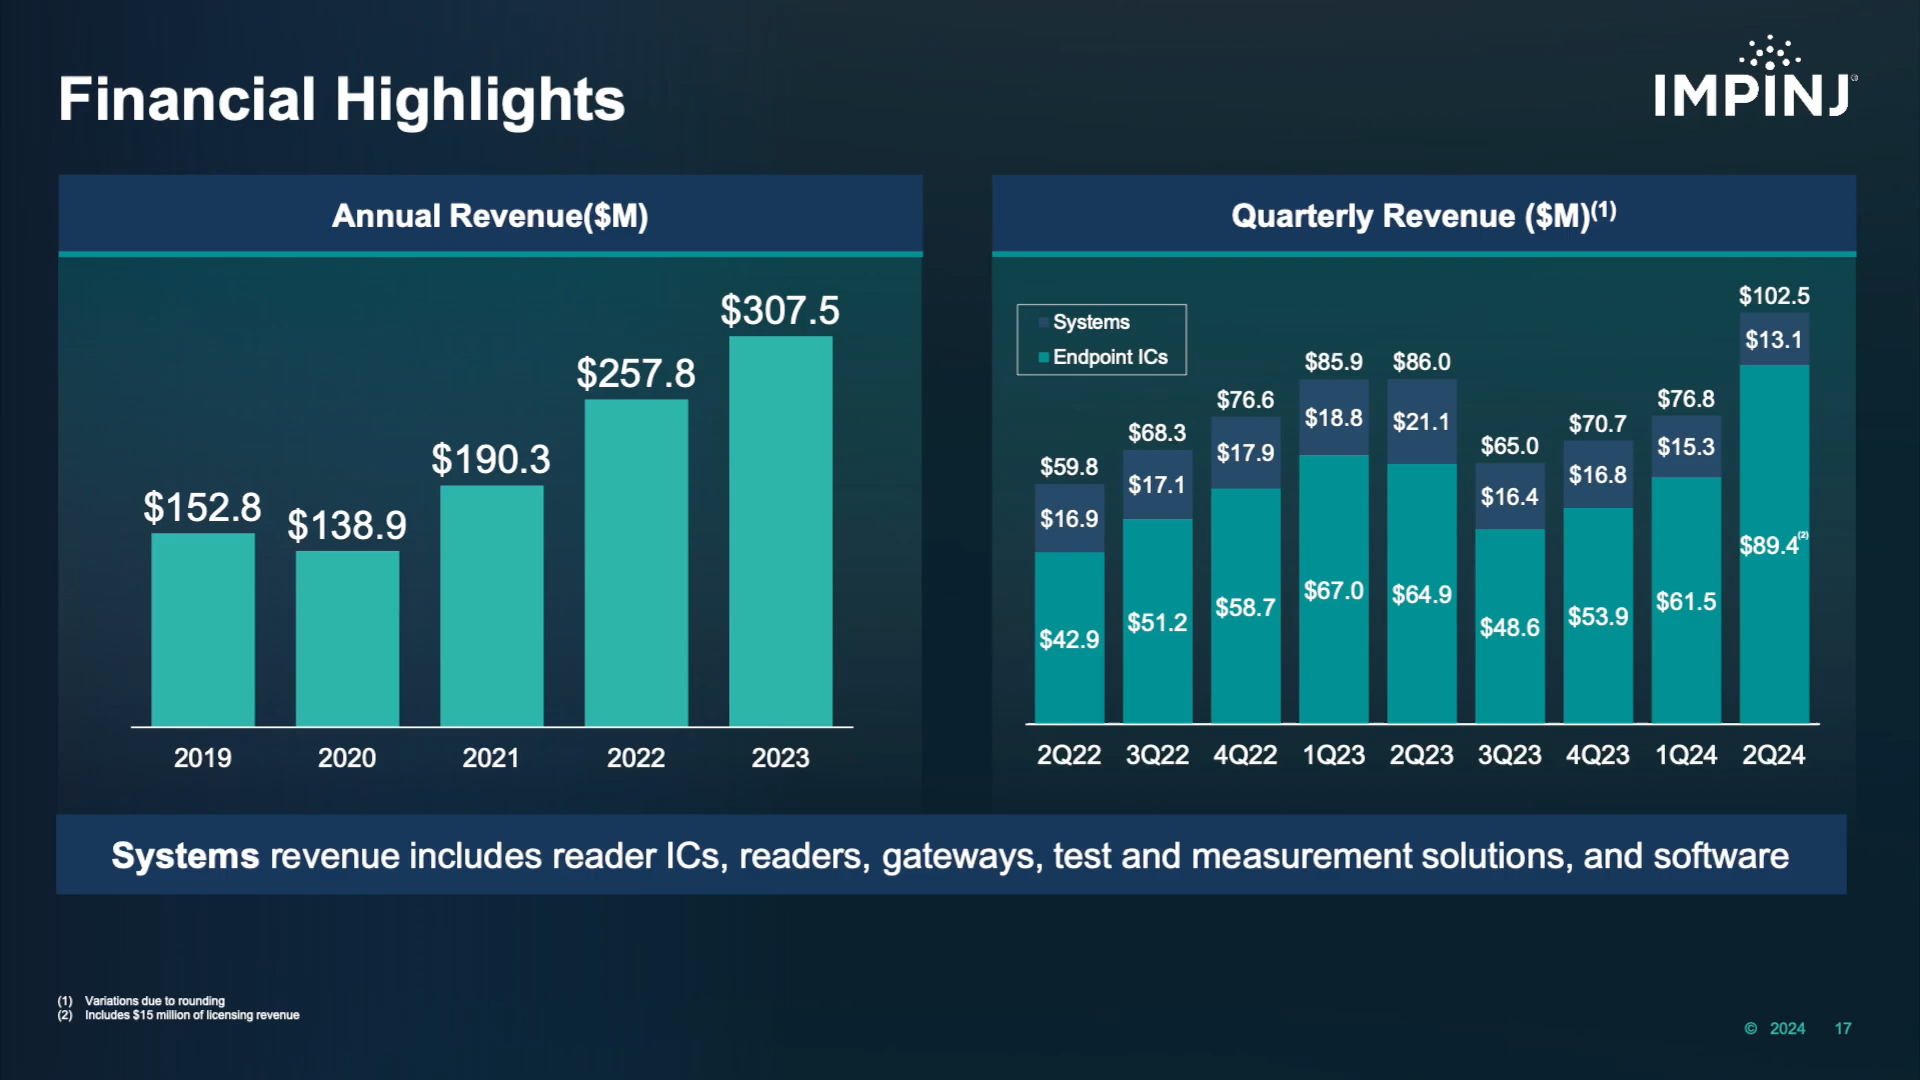 Financial Highlights
IMPINJ®
Annual Revenue($M)
$152.8
$138.9
$190.3
$257.8
$307.5
2019 2020 2021 2022 2023
Quarterly Revenue ($M)(1)
Systems
Endpoint ICs
$59.8 $68.3 $76.6 $85.9 $86.0 $65.0 $70.7 $76.8 $102.5
$16.9 $17.1 $17.9 $18.8 $21.1 $16.4 $16.8 $15.3 $13.1
$42.9 $51.2 $58.7 $67.0 $64.9 $48.6 $53.9 $61.5 $89.4(2)
2Q22 3Q22 4Q22 1Q23 2Q23 3Q23 4Q23 1Q24 2Q24
Systems revenue includes reader ICs, readers, gateways, test and measurement solutions, and software
(1) Variations due to rounding
(2) Includes $15 million of licensing revenue
© 2024 17